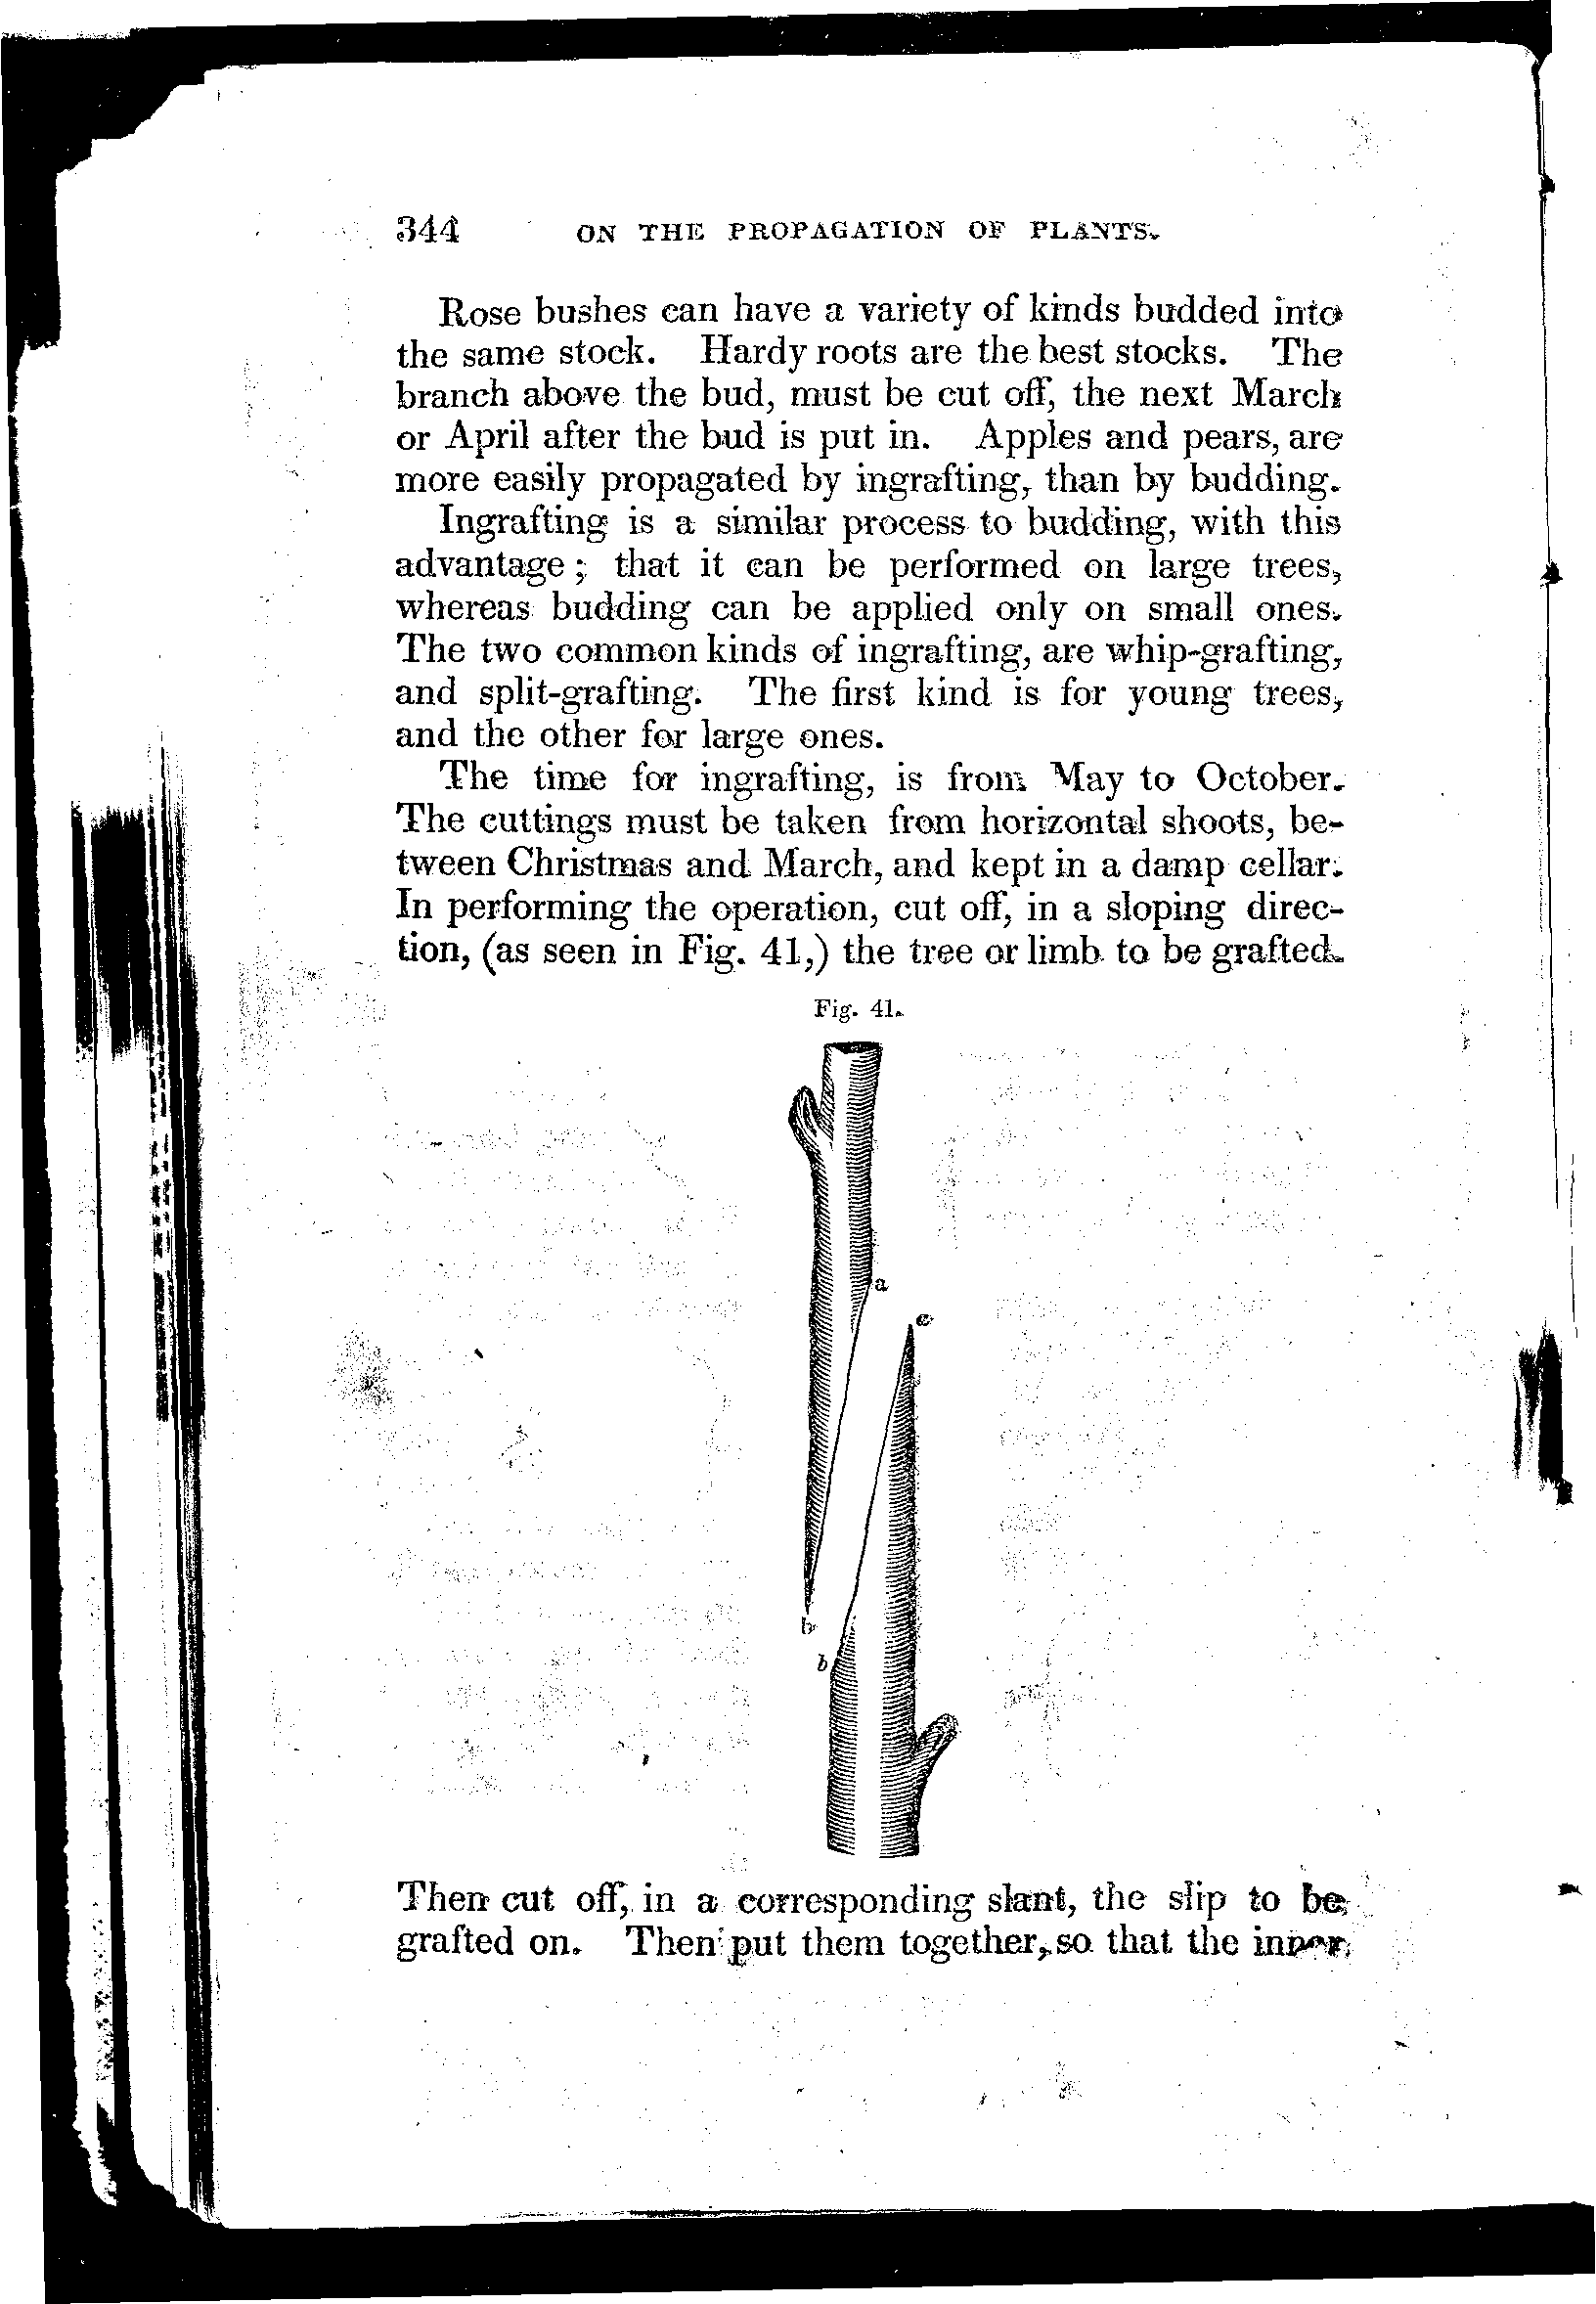 344 ON THE PROPAGATION OF PLANTS.
Rose bushes can have a variety of kinds budded into
the same stock. Hardy roots are the best stocks. The
branch above the bud, must be cut off, the next March
or April after the bud is put in. Apples and pears, are
more easily propagated by ingrafting, than by budding.
Ingrafting is a similar process to budding, with this
advantage; that it can be performed on large trees,
whereas budding can be applied only on small ones.
The two common kinds of ingrafting, are whip-grafting,
and split-grafting. The first kind is for young trees,
and the other for large ones.
The time for ingrafting, is from May to October.
The cuttings must be taken from horizontal shoots, be-
tween Christmas and March, and kept in a damp cellar.
In performing the operation, cut off, in a sloping direc-
tion, (as seen in Fig. 41,) the tree or limb to be grafted.
Fig. 41.
a
b
b
Then cut off, in a corresponding slant, the slip to be
grafted on. Then put them together, so that the inner